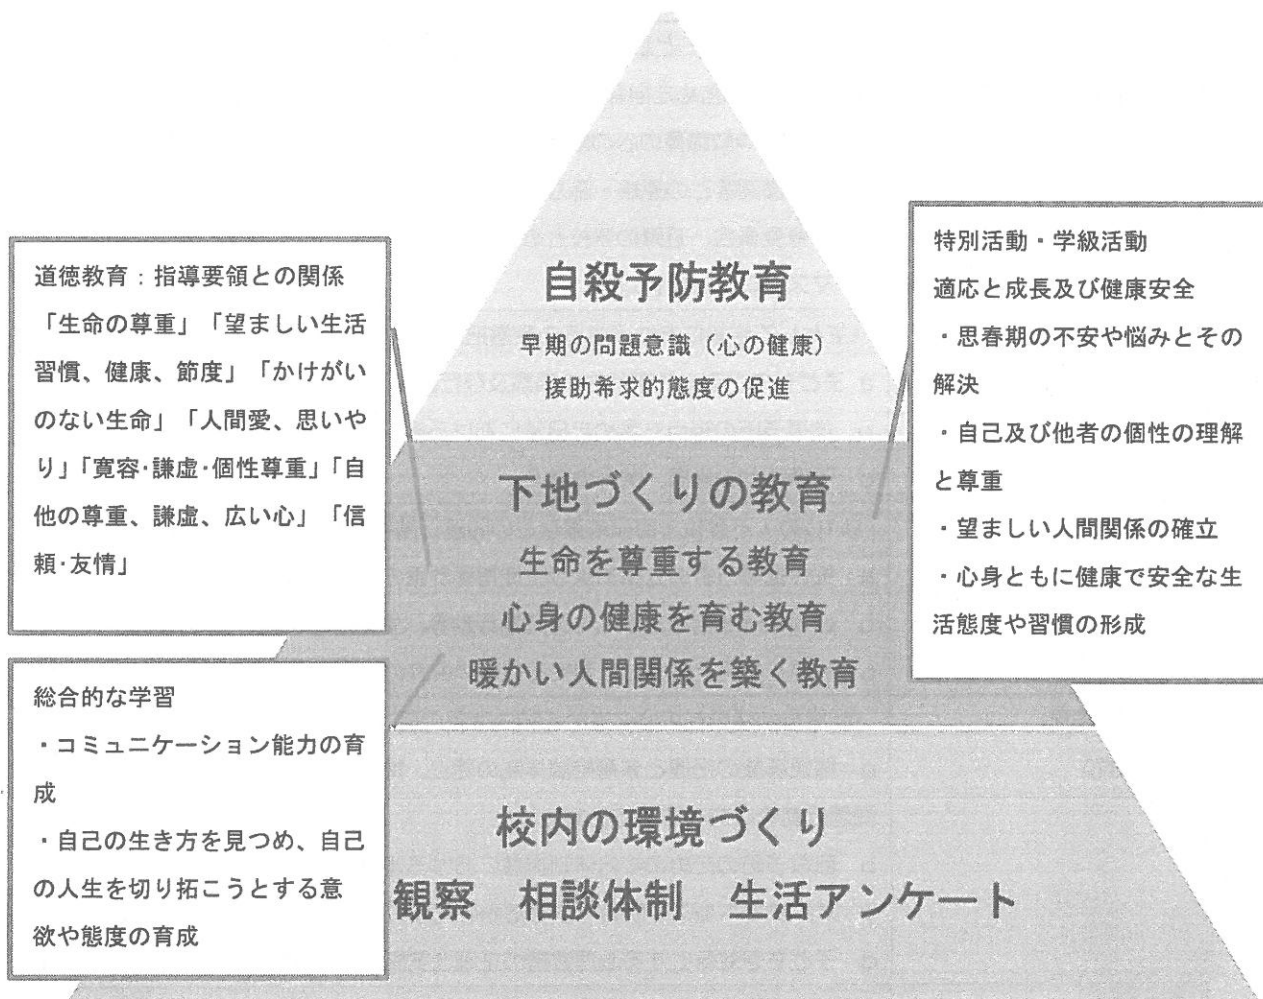 自殺予防教育
早期の問題意識（心の健康）
援助希求的態度の促進
道徳教育：指導要領との関係
「生命の尊重」「望ましい生活
習慣、健康、節度」「かけがい
のない生命」「人間愛、思いや
り」「寛容・謙虚・個性尊重」「自
他の尊重、謙虚、広い心」「信
頼・友情」
特別活動・学級活動
適応と成長及び健康安全
・思春期の不安や悩みとその
解決
・自己及び他者の個性の理解
と尊重
・望ましい人間関係の確立
・心身ともに健康で安全な生
活態度や習慣の形成
下地づくりの教育
生命を尊重する教育
心身の健康を育む教育
暖かい人間関係を築く教育
総合的な学習
・コミュニケーション能力の育
成
・自己の生き方を見つめ、自己
の人生を切り拓こうとする意
欲や態度の育成
校内の環境づくり
観察　相談体制　生活アンケート